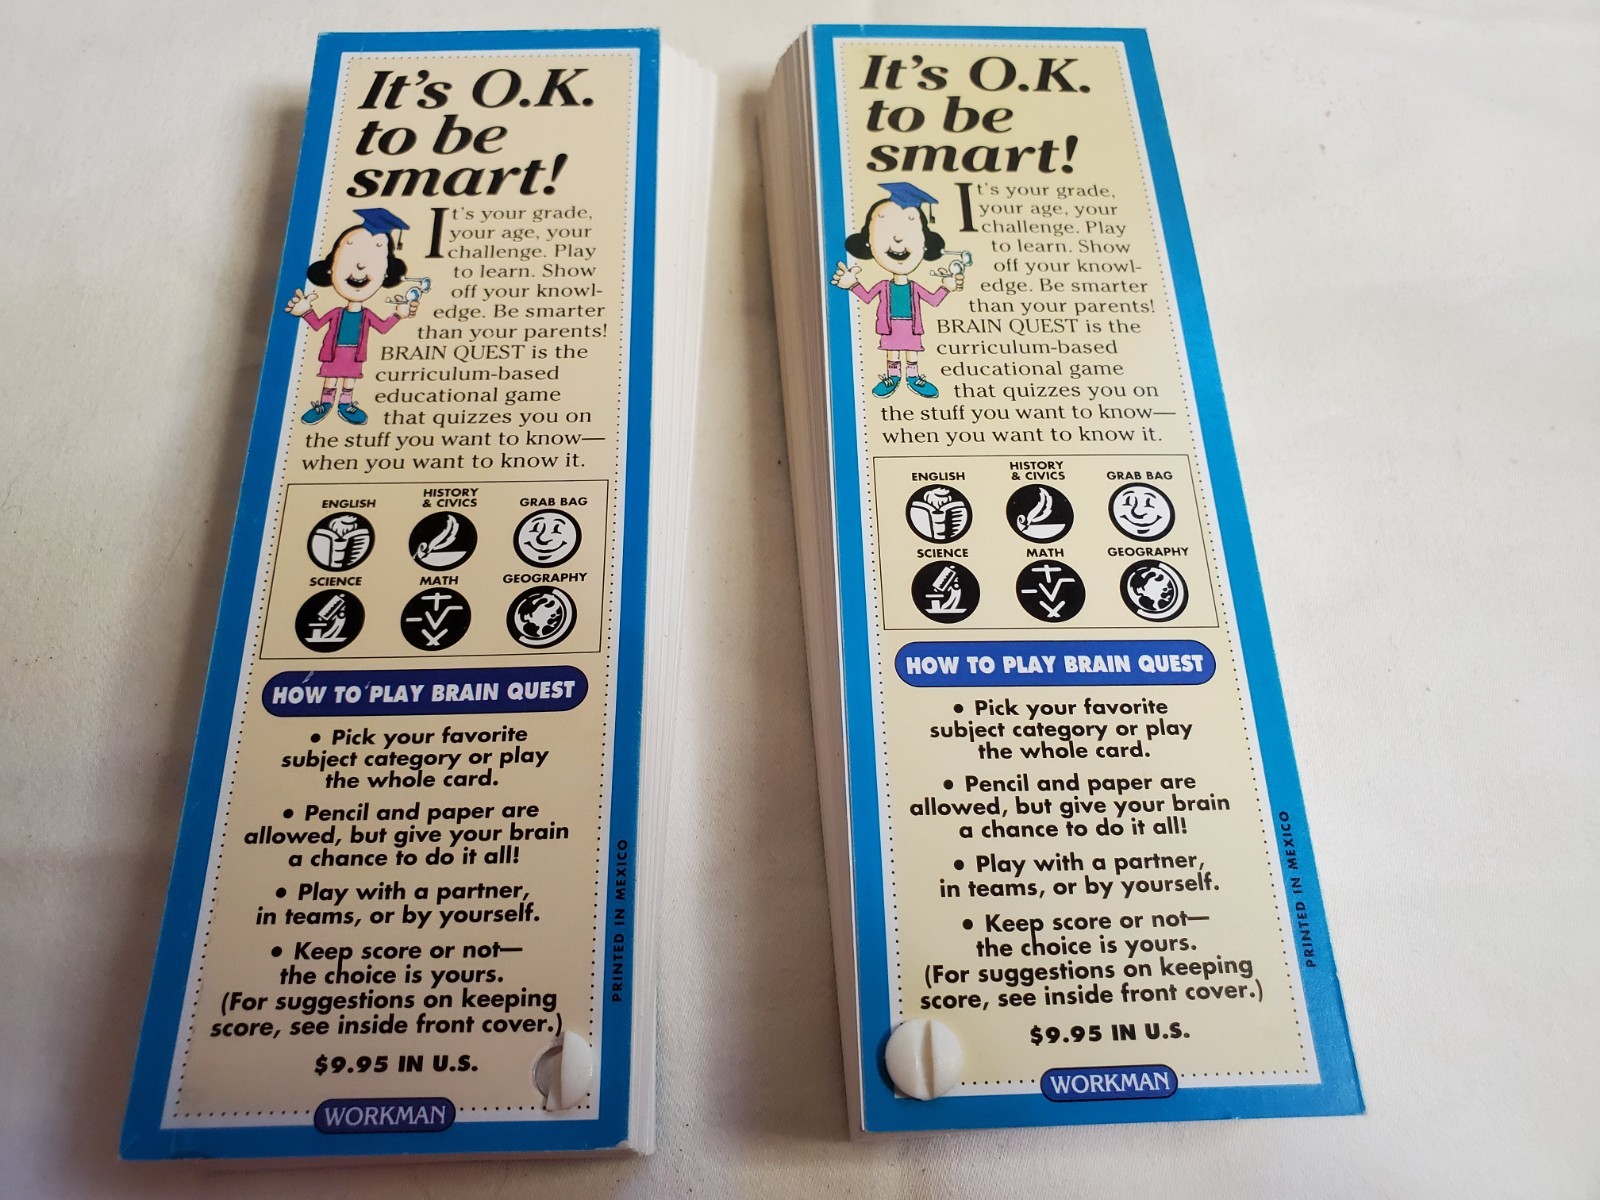 It's O.K.
to be
smart!
It's your grade,
your age, your
challenge. Play
to learn. Show
off your knowl-
edge. Be smarter
than your parents!
BRAIN QUEST is the
curriculum-based
educational game
that quizzes you on
the stuff you want to know—
when you want to know it.
ENGLISH
HISTORY
& CIVICS
GRAB BAG
SCIENCE
MATH
GEOGRAPHY
HOW TO PLAY BRAIN QUEST
• Pick your favorite
subject category or play
the whole card.
• Pencil and paper are
allowed, but give your brain
a chance to do it all!
• Play with a partner,
in teams, or by yourself.
• Keep score or not—
the choice is yours.
(For suggestions on keeping
score, see inside front cover.)
$9.95 IN U.S.
WORKMAN
PRINTED IN MEXICO
It's O.K.
to be
smart!
It's your grade,
your age, your
challenge. Play
to learn. Show
off your knowl-
edge. Be smarter
than your parents!
BRAIN QUEST is the
curriculum-based
educational game
that quizzes you on
the stuff you want to know—
when you want to know it.
ENGLISH
HISTORY
& CIVICS
GRAB BAG
SCIENCE
MATH
GEOGRAPHY
HOW TO PLAY BRAIN QUEST
• Pick your favorite
subject category or play
the whole card.
• Pencil and paper are
allowed, but give your brain
a chance to do it all!
• Play with a partner,
in teams, or by yourself.
• Keep score or not—
the choice is yours.
(For suggestions on keeping
score, see inside front cover.)
$9.95 IN U.S.
WORKMAN
PRINTED IN MEXICO